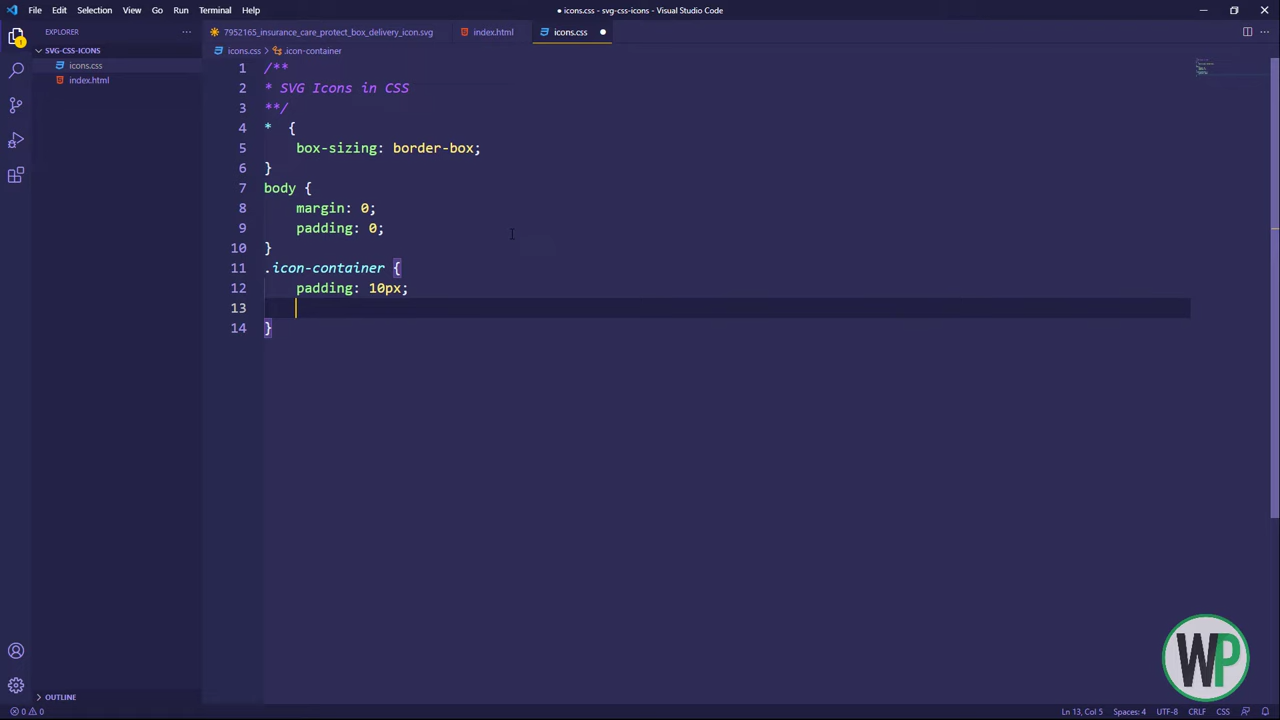 File Edit Selection View Go Run Terminal Help
● icons.css - svg-css-icons - Visual Studio Code
EXPLORER
SVG-CSS-ICONS
icons.css
index.html
OUTLINE
7952165_insurance_care_protect_box_delivery_icon.svg
index.html
icons.css
icons.css > .icon-container
1 /**
2 * SVG Icons in CSS
3 **/
4 * {
5 box-sizing: border-box;
6 }
7 body {
8 margin: 0;
9 padding: 0;
10 }
11 .icon-container {
12 padding: 10px;
13
14 }
WP
0 0
Ln 13, Col 5 Spaces: 4 UTF-8 CRLF CSS